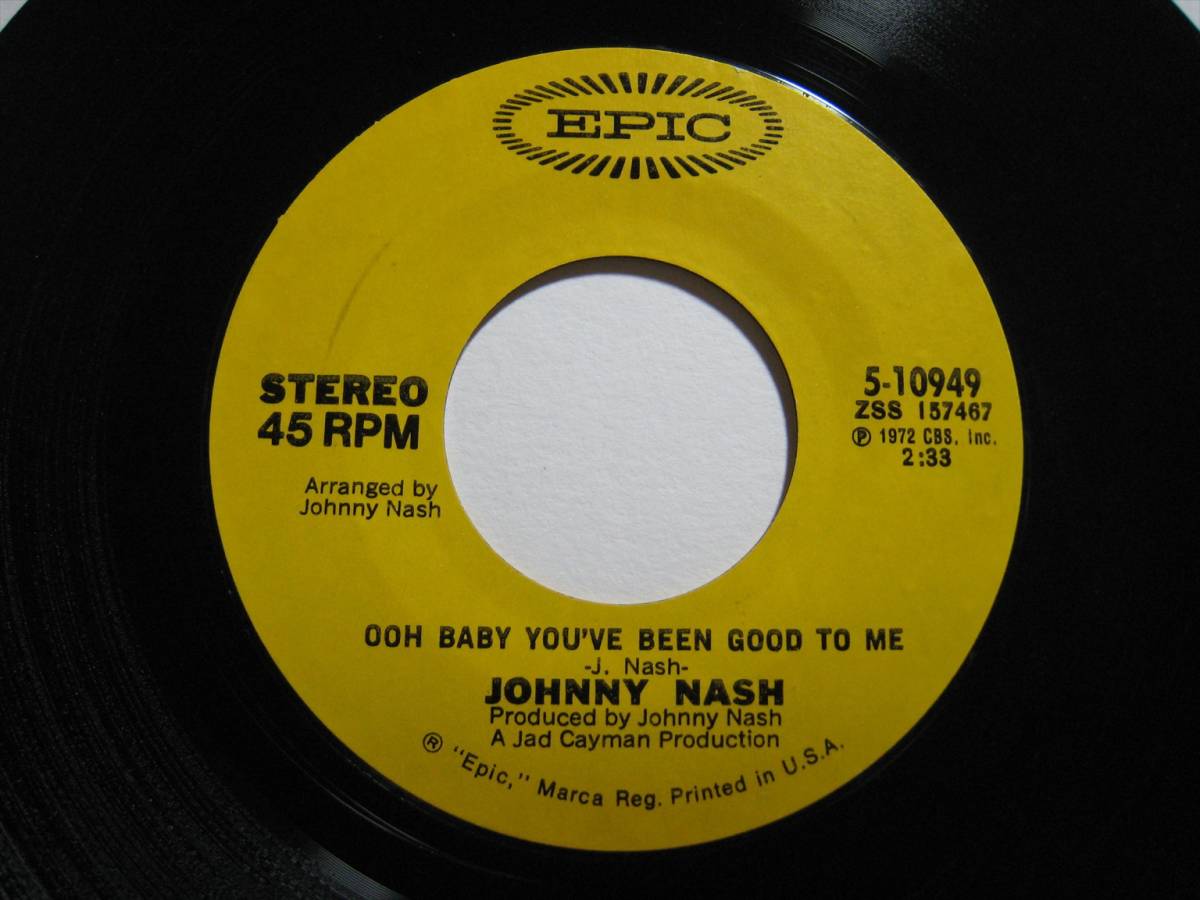 EPIC
STEREO
45 RPM
Arranged by
Johnny Nash
5-10949
ZSS 157467
Ⓟ 1972 CBS, Inc.
2:33
OOH BABY YOU'VE BEEN GOOD TO ME
-J. Nash-
JOHNNY NASH
Produced by Johnny Nash
A Jad Cayman Production
® "Epic," Marca Reg. Printed in U.S.A.